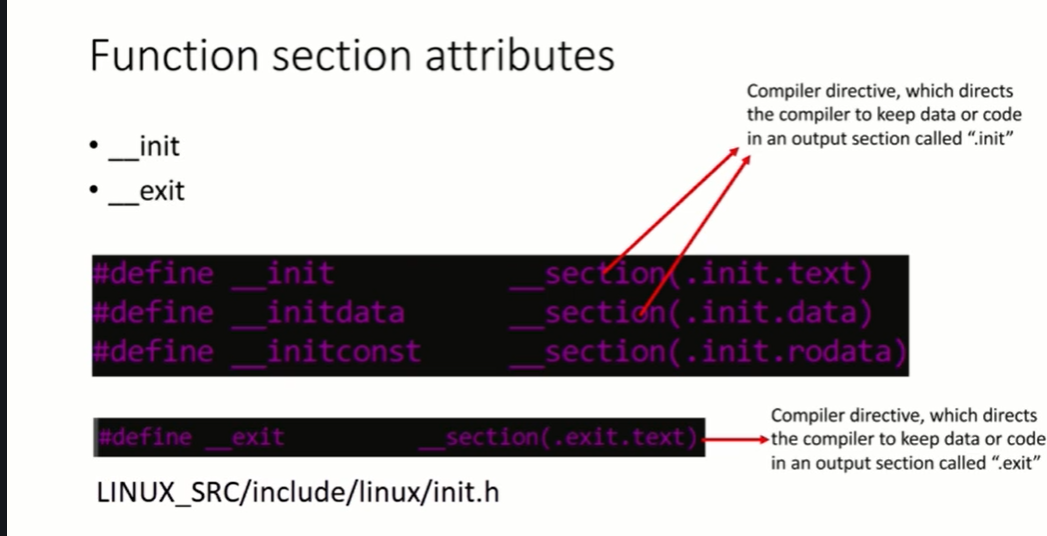 Function section attributes
Compiler directive, which directs
the compiler to keep data or code
in an output section called “.init”
• __init
• __exit
#define __init __section(.init.text)
#define __initdata __section(.init.data)
#define __initconst __section(.init.rodata)
#define __exit __section(.exit.text)
Compiler directive, which directs
the compiler to keep data or code
in an output section called “.exit”
LINUX_SRC/include/linux/init.h